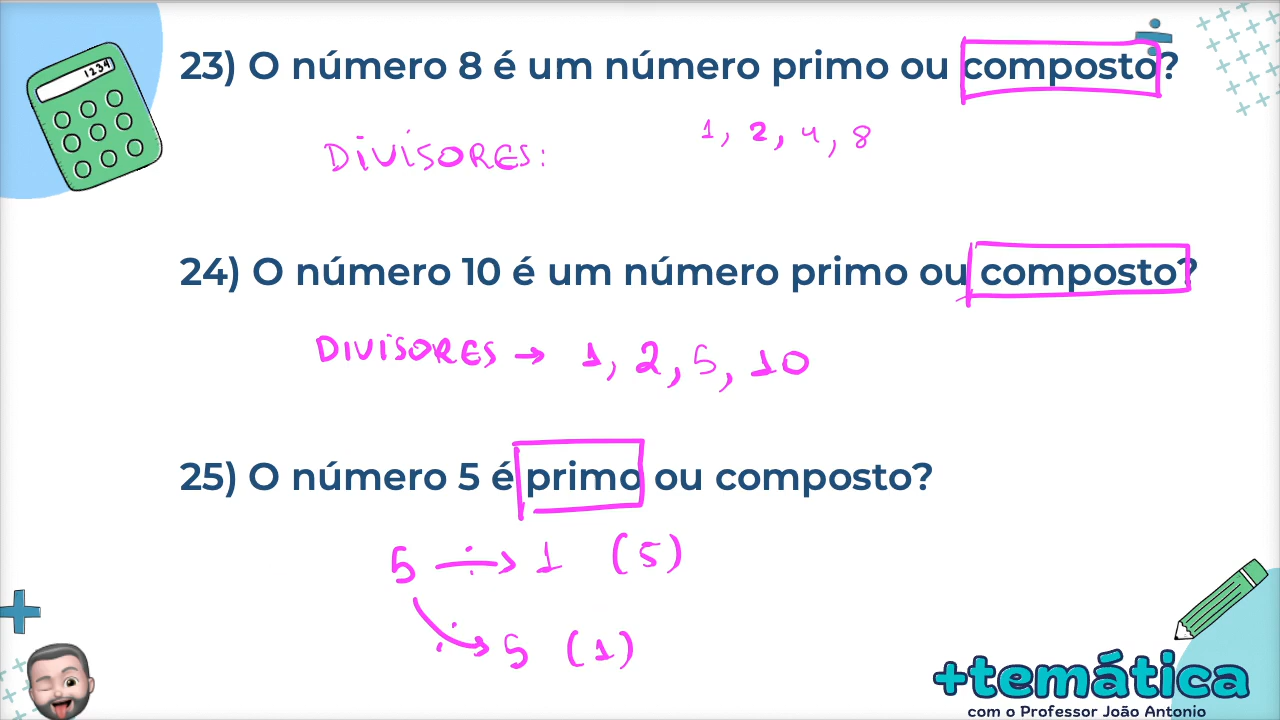 1234
23) O número 8 é um número primo ou composto?
DIVISORES: 1, 2, 4, 8
24) O número 10 é um número primo ou composto?
DIVISORES → 1, 2, 5, 10
25) O número 5 é primo ou composto?
5 ÷→ 1 (5)
÷→ 5 (1)
+temática
com o Professor João Antonio